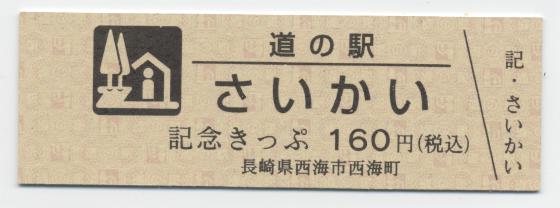 道の駅
さいかい
記念きっぷ 160円(税込)
長崎県西海市西海町
記・さいかい